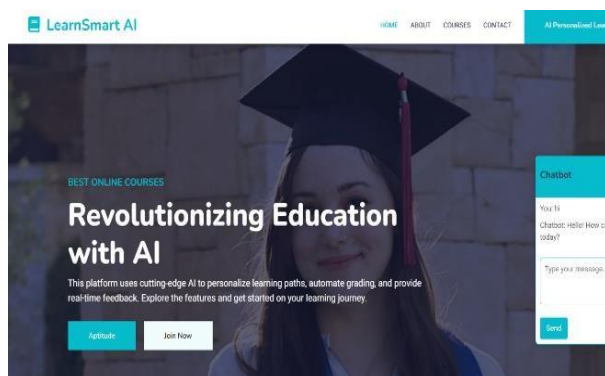 LearnSmart AI
HOME ABOUT COURSES CONTACT
AI Personalized
BEST ONLINE COURSES
Revolutionizing Education
with AI
This platform uses cutting-edge AI to personalize learning paths, automate grading, and provide
real-time feedback. Explore the features and get started on your learning journey.
Aptitude
Join Now
Chatbot
You: hi
Chatbot: Hello! How
today?
Type your message.
Send